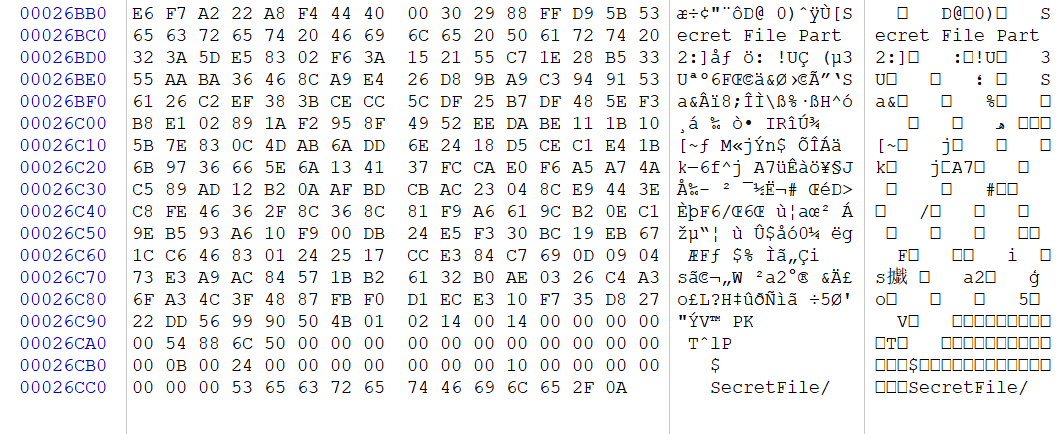 00026BB0 E6 F7 A2 22 A8 F4 44 40 00 30 29 88 FF D9 5B 53 æ÷¢"¨ôD@ 0)ˆÿÙ[S D@ 0) S
00026BC0 65 63 72 65 74 20 46 69 6C 65 20 50 61 72 74 20 ecret File Part ecret File Part
00026BD0 32 3A 5D E5 83 02 F6 3A 15 21 55 C7 1E 28 B5 33 2:]åƒ ö: !UÇ (µ3 2:] : !U 3
00026BE0 55 AA BA 36 46 8C A9 E4 26 D8 9B A9 C3 94 91 53 Uªº6FŒ©ä&Ø›©Ã”‘S U : S
00026BF0 61 26 C2 EF 38 3B CE CC 5C DF 25 B7 DF 48 5E F3 a&Âï8;ÎÌ\ß%·ßH^ó a& %
00026C00 B8 E1 02 89 1A F2 95 8F 49 52 EE DA BE 11 1B 10 ¸á ‰ ò• IRîÚ¾
00026C10 5B 7E 83 0C 4D AB 6A DD 6E 24 18 D5 CE C1 E4 1B [~ƒ M«jÝn$ ÕÎÁä [~ j
00026C20 6B 97 36 66 5E 6A 13 41 37 FC CA E0 F6 A5 A7 4A k—6f^j A7üÊàö¥§J k j A7
00026C30 C5 89 AD 12 B2 0A AF BD CB AC 23 04 8C E9 44 3E Å‰- ² ¯½Ë¬# ŒéD> #
00026C40 C8 FE 46 36 2F 8C 36 8C 81 F9 A6 61 9C B2 0E C1 ÈþF6/Œ6Œ ù¦aœ² Á /
00026C50 9E B5 93 A6 10 F9 00 DB 24 E5 F3 30 BC 19 EB 67 žµ“¦ ù Û$åó0¼ ëg
00026C60 1C C6 46 83 01 24 25 17 CC E3 84 C7 69 0D 09 04 ÆFƒ $% Ìã„Çi F i
00026C70 73 E3 A9 AC 84 57 1B B2 61 32 B0 AE 03 26 C4 A3 sã©¬„W ²a2°® &Ä£ s a2
00026C80 6F A3 4C 3F 48 87 FB F0 D1 EC E3 10 F7 35 D8 27 o£L?H‡ûðÑìã ÷5Ø' o 5
00026C90 22 DD 56 99 90 50 4B 01 02 14 00 14 00 00 00 00 "ÝV™ PK V
00026CA0 00 54 88 6C 50 00 00 00 00 00 00 00 00 00 00 00 TˆlP T
00026CB0 00 0B 00 24 00 00 00 00 00 00 00 10 00 00 00 00 $ $
00026CC0 00 00 00 53 65 63 72 65 74 46 69 6C 65 2F 0A SecretFile/ SecretFile/